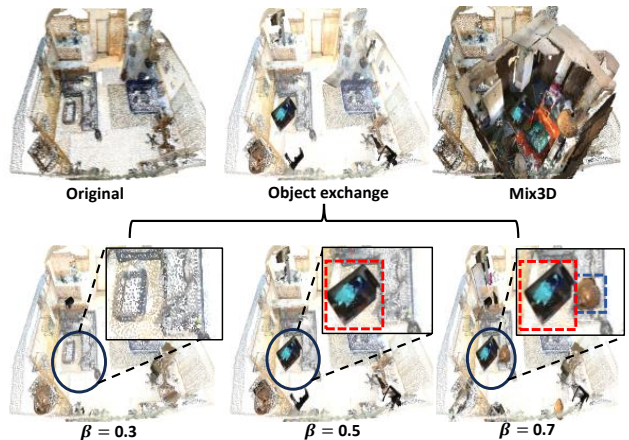 Original
Object exchange
Mix3D
β = 0.3
β = 0.5
β = 0.7